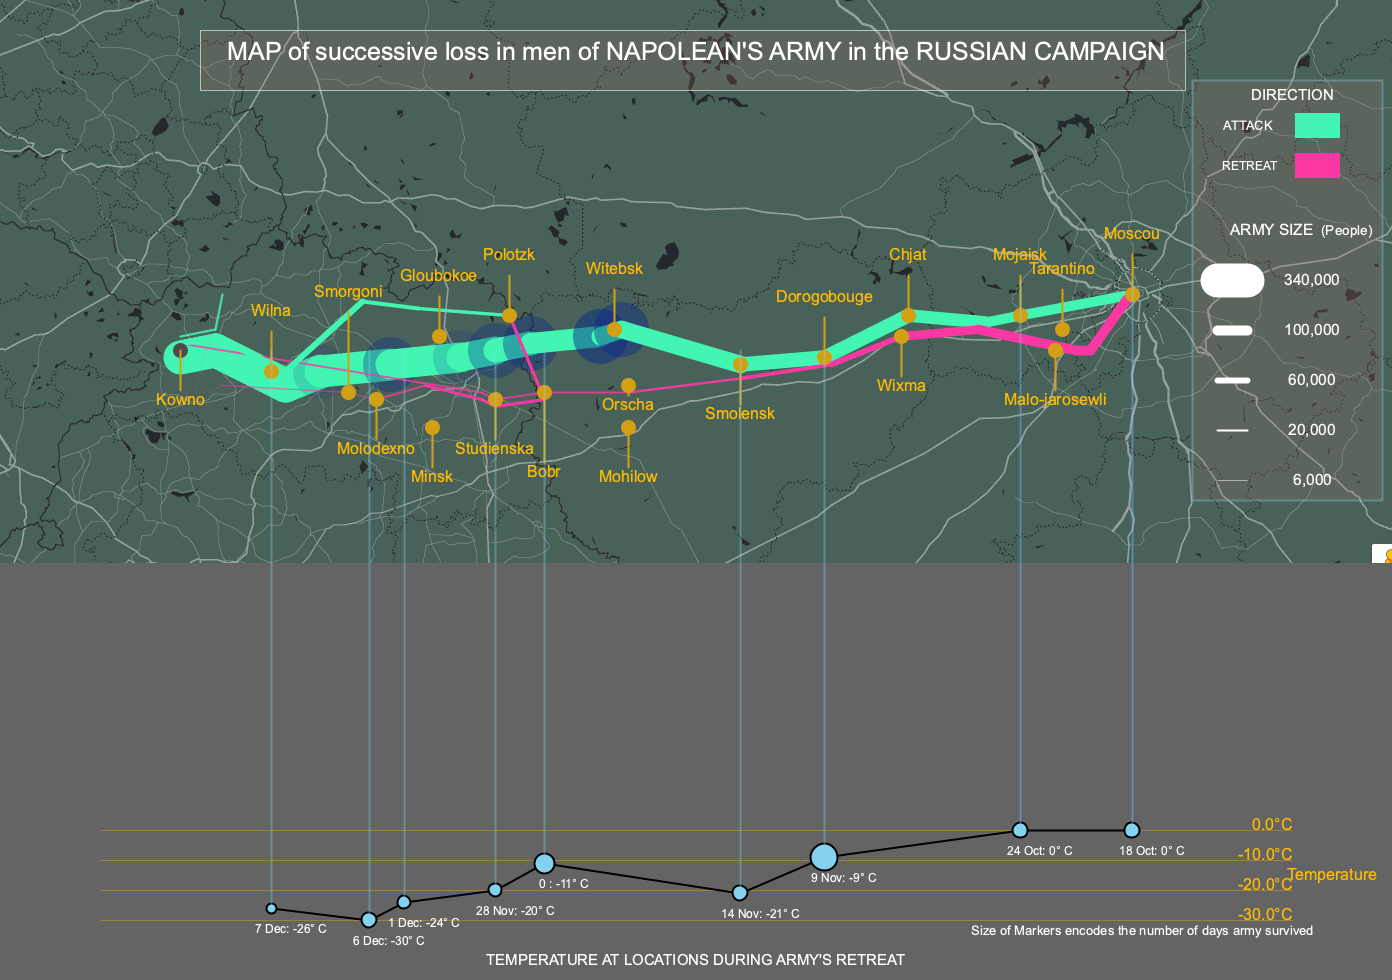 MAP of successive loss in men of NAPOLEAN'S ARMY in the RUSSIAN CAMPAIGN
DIRECTION
ATTACK
RETREAT
ARMY SIZE (People)
340,000
100,000
60,000
20,000
6,000
Moscou
Polotzk
Chjat
Mojaisk
Witebsk
Tarantino
Gloubokoe
Smorgoni
Dorogobouge
Wilna
Wixma
Kowno
Orscha
Malo-jarosewli
Smolensk
Molodexno
Studienska
Bobr
Minsk
Mohilow
0.0°C
24 Oct: 0° C
18 Oct: 0° C
-10.0°C
Temperature
9 Nov: -9° C
0 : -11° C
-20.0°C
28 Nov: -20° C
14 Nov: -21° C
-30.0°C
1 Dec: -24° C
7 Dec: -26° C
6 Dec: -30° C
Size of Markers encodes the number of days army survived
TEMPERATURE AT LOCATIONS DURING ARMY'S RETREAT